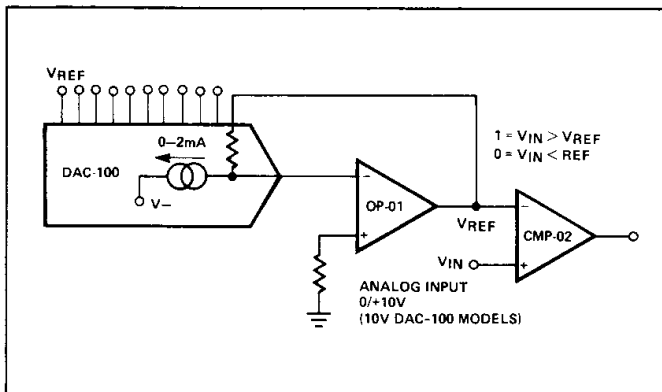 VREF
0–2mA
DAC-100
V–
–
+
OP-01
VREF
1 = VIN > VREF
0 = VIN < REF
–
+
CMP-02
VIN
ANALOG INPUT
0/+10V
(10V DAC-100 MODELS)